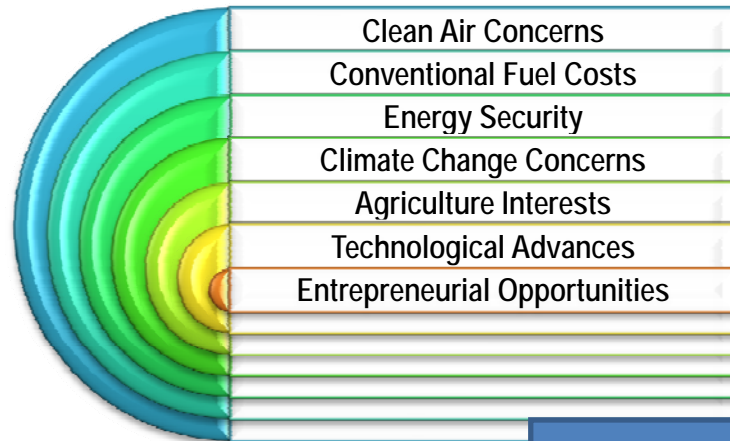 Clean Air Concerns
Conventional Fuel Costs
Energy Security
Climate Change Concerns
Agriculture Interests
Technological Advances
Entrepreneurial Opportunities